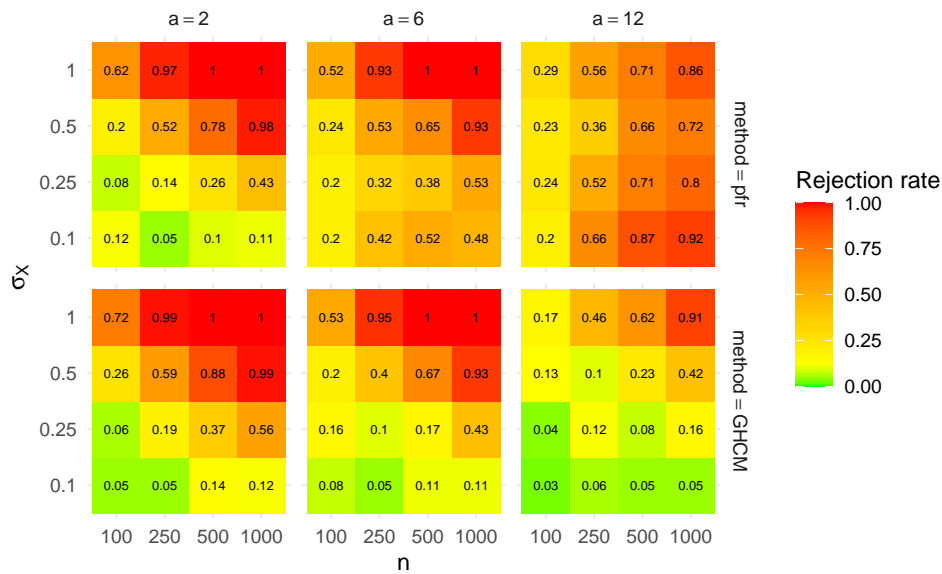 a = 2 a = 6 a = 12
1 0.62 0.97 1 1 0.52 0.93 1 1 0.29 0.56 0.71 0.86
0.5 0.2 0.52 0.78 0.98 0.24 0.53 0.65 0.93 0.23 0.36 0.66 0.72
0.25 0.08 0.14 0.26 0.43 0.2 0.32 0.38 0.53 0.24 0.52 0.71 0.8
0.1 0.12 0.05 0.1 0.11 0.2 0.42 0.52 0.48 0.2 0.66 0.87 0.92
method = pfr
σX
1 0.72 0.99 1 1 0.53 0.95 1 1 0.17 0.46 0.62 0.91
0.5 0.26 0.59 0.88 0.99 0.2 0.4 0.67 0.93 0.13 0.1 0.23 0.42
0.25 0.06 0.19 0.37 0.56 0.16 0.1 0.17 0.43 0.04 0.12 0.08 0.16
0.1 0.05 0.05 0.14 0.12 0.08 0.05 0.11 0.11 0.03 0.06 0.05 0.05
method = GHCM
100 250 500 1000 100 250 500 1000 100 250 500 1000
n
Rejection rate
1.00
0.75
0.50
0.25
0.00